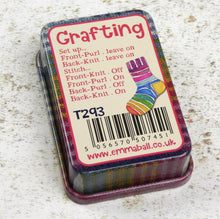 Grafting
Set up...
Front-Purl . leave on
Back-Knit . leave on
Stitch...
Front-Knit . Off
Front-Purl . On
Back-Purl . Off
Back-Knit . On
T293
5 056570 507451
www.emmaball.co.uk